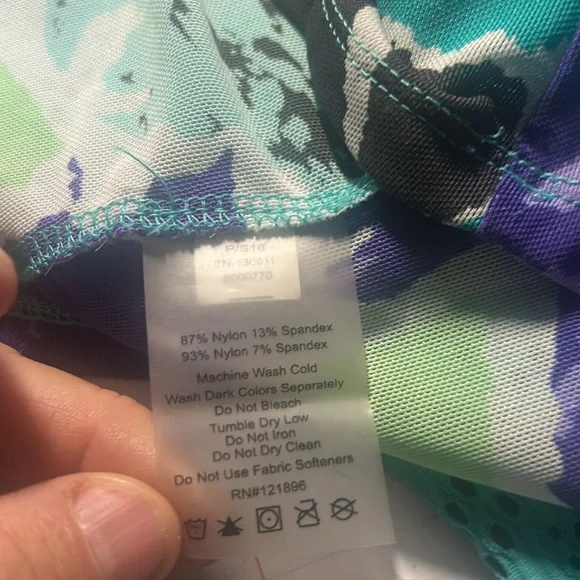 P/S16
87% Nylon 13% Spandex
93% Nylon 7% Spandex
Machine Wash Cold
Wash Dark Colors Separately
Do Not Bleach
Tumble Dry Low
Do Not Iron
Do Not Dry Clean
Do Not Use Fabric Softeners
RN#121896